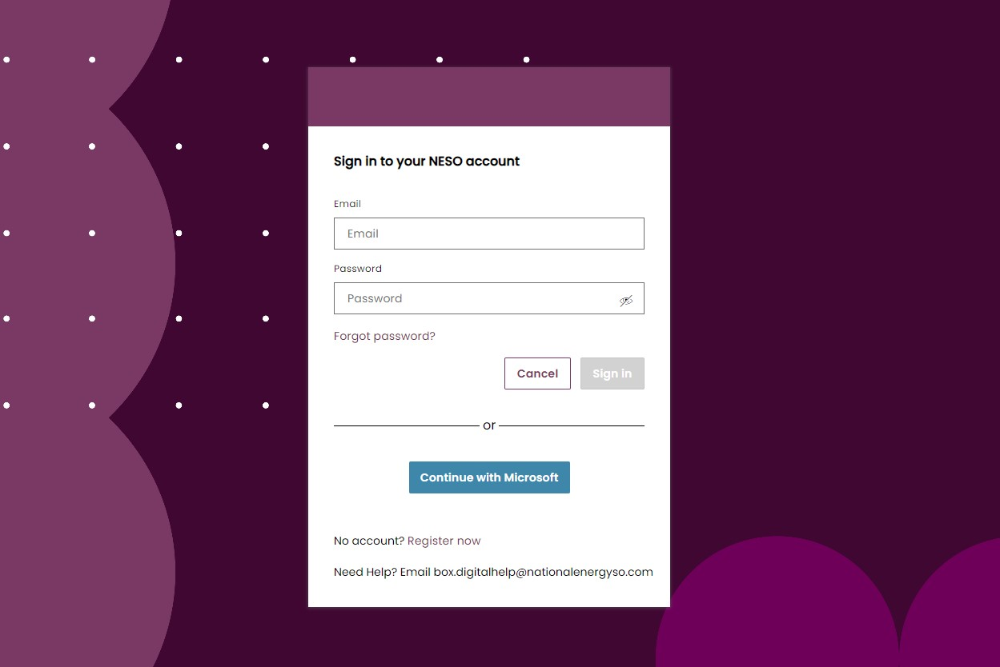 Sign in to your NESO account
Email
Email
Password
Password
Forgot password?
Cancel Sign in
or
Continue with Microsoft
No account? Register now
Need Help? Email box.digitalhelp@nationalenergyso.com